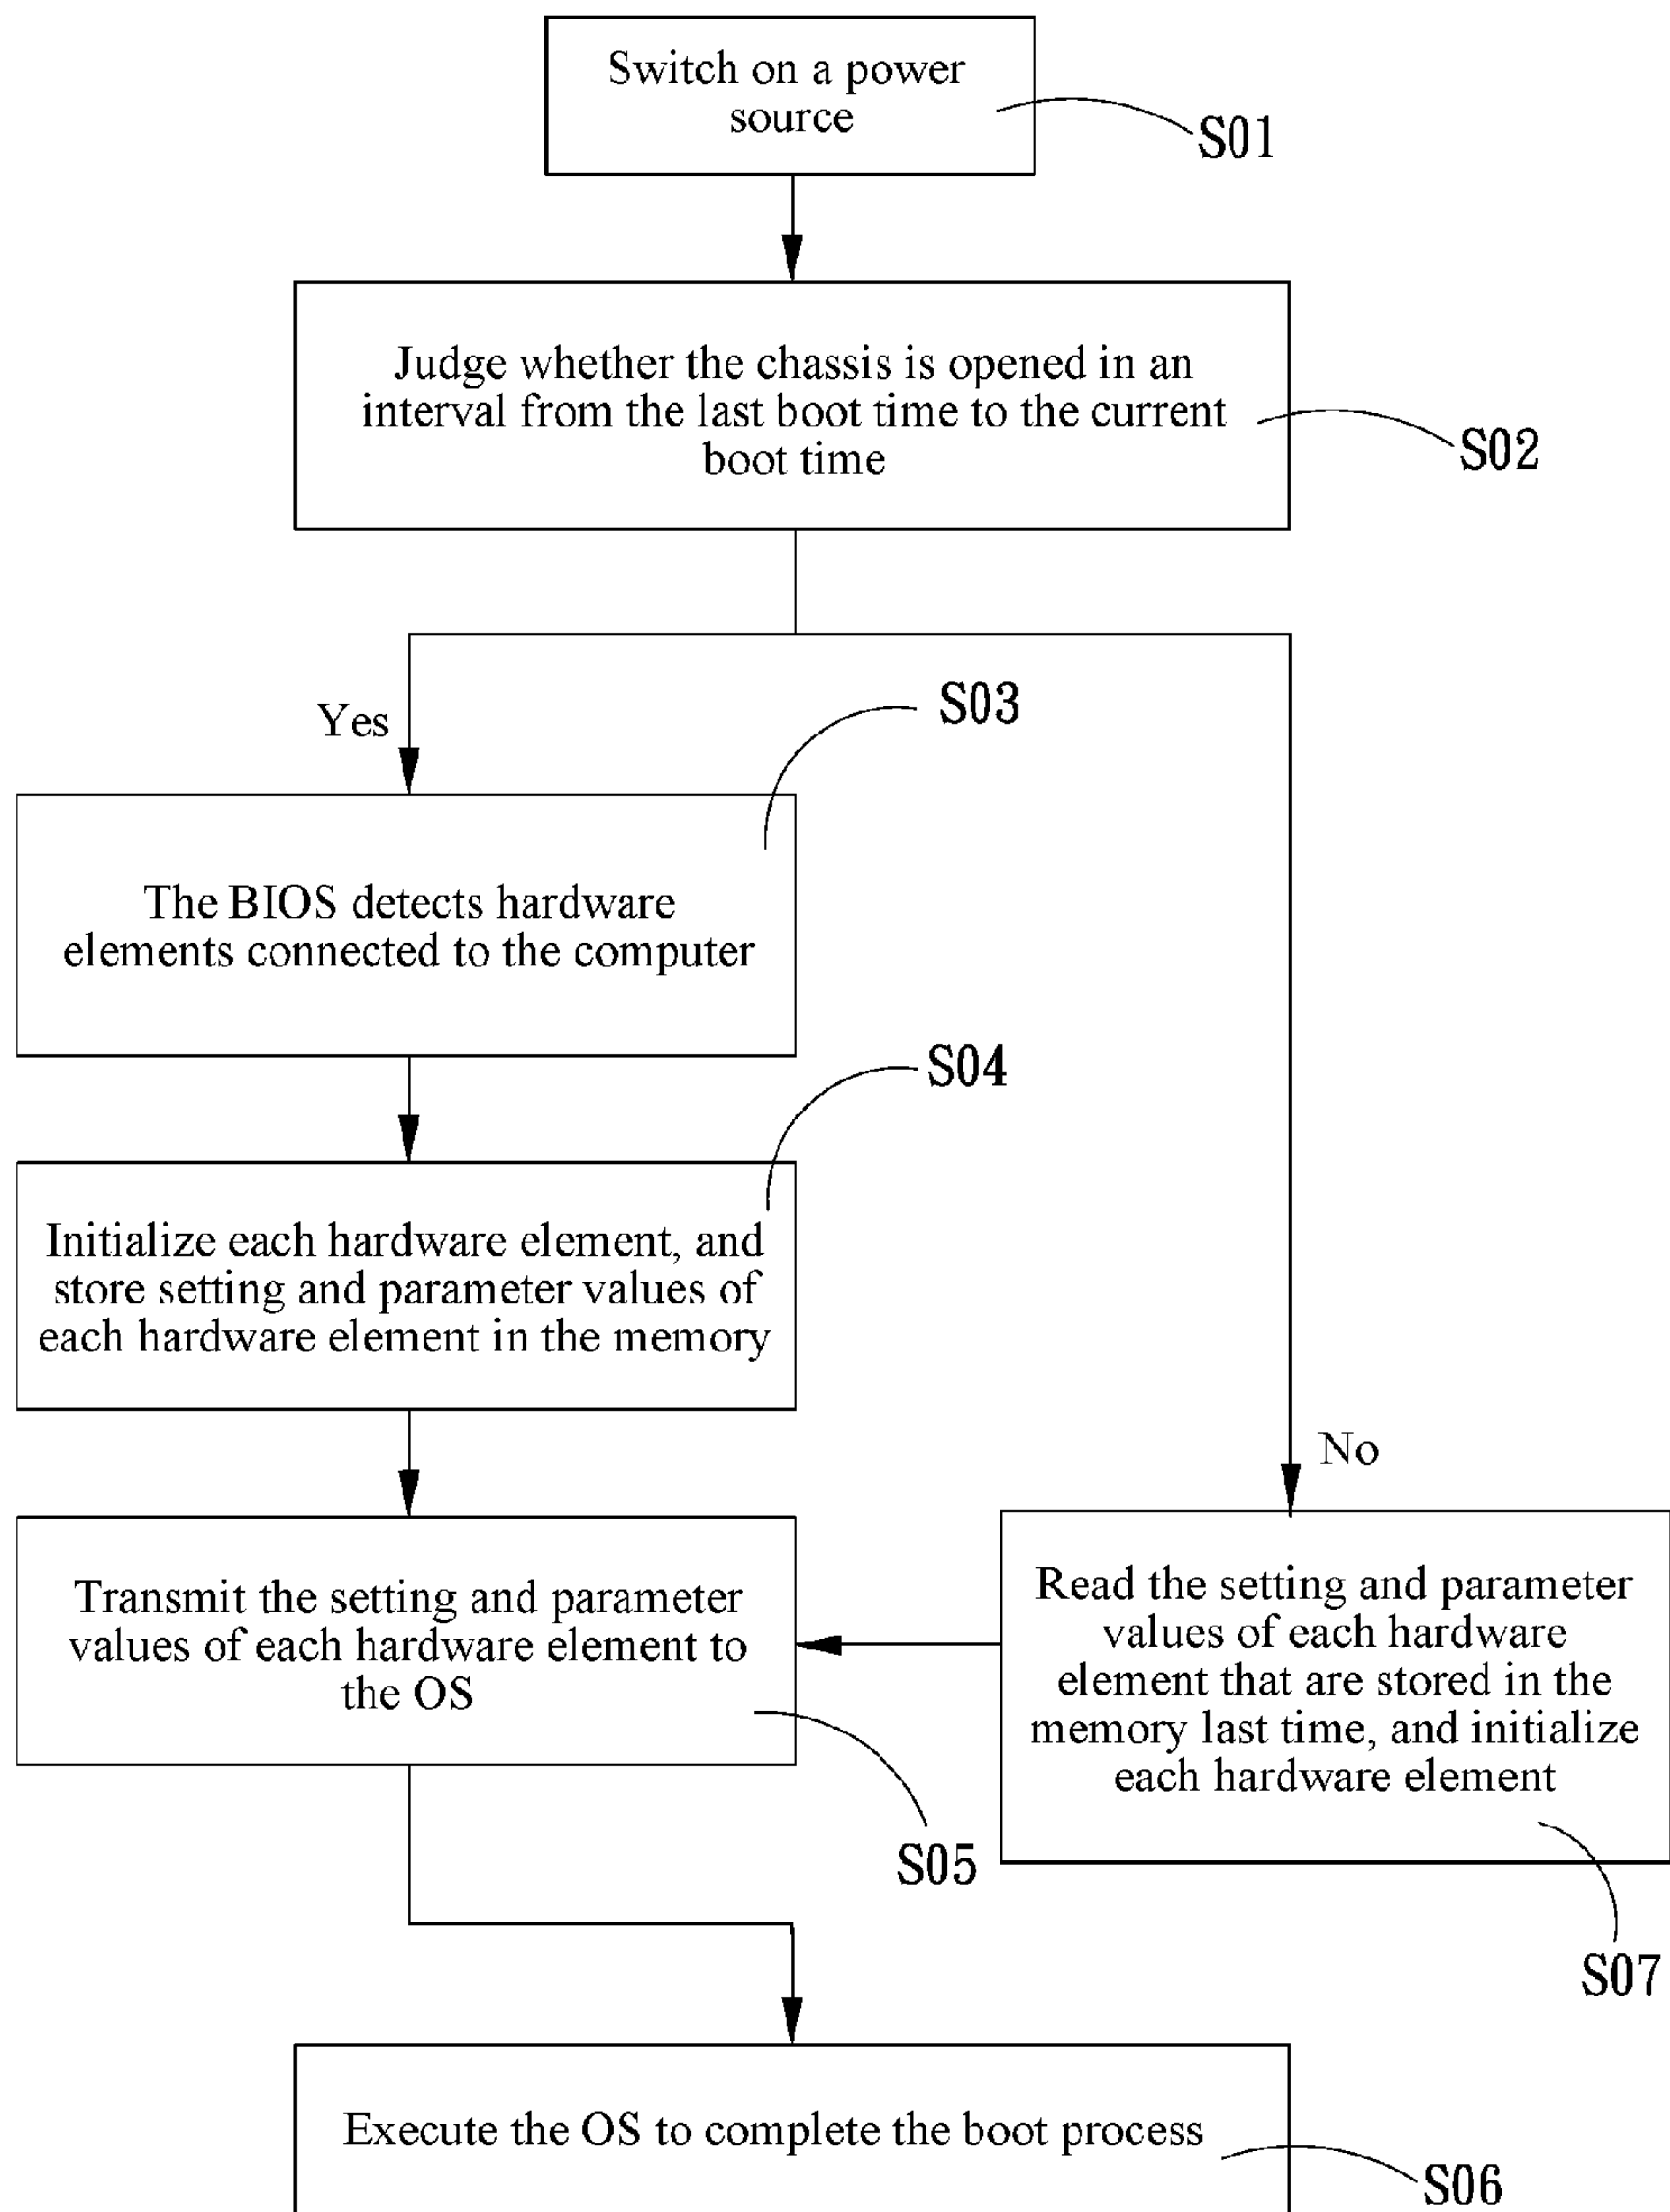 Switch on a power
source
S01
Judge whether the chassis is opened in an
interval from the last boot time to the current
boot time
S02
Yes
S03
The BIOS detects hardware
elements connected to the computer
S04
Initialize each hardware element, and
store setting and parameter values of
each hardware element in the memory
No
Transmit the setting and parameter
values of each hardware element to
the OS
S05
Read the setting and parameter
values of each hardware
element that are stored in the
memory last time, and initialize
each hardware element
S07
Execute the OS to complete the boot process
S06